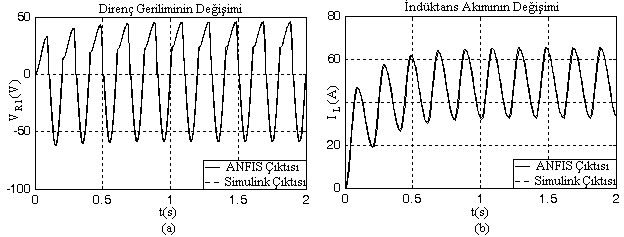 Direnç Geriliminin Değişimi
50
0
-50
-100
V R1 (V)
ANFIS Çıktısı
Simulink Çıktısı
0 0.5 1 1.5 2
t(s)
(a)
İndüktans Akımının Değişimi
80
60
40
20
0
I L (A)
ANFIS Çıktısı
Simulink Çıktısı
0 0.5 1 1.5 2
t(s)
(b)